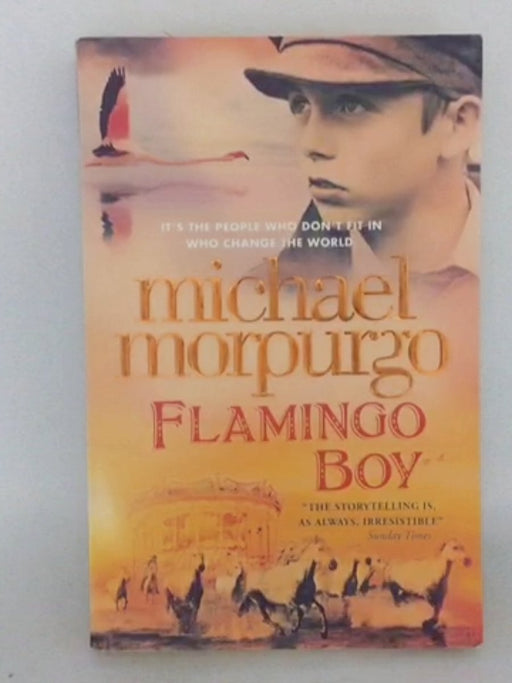 IT'S THE PEOPLE WHO DON'T FIT IN
WHO CHANGE THE WORLD
michael
morpurgo
FLAMINGO
BOY
"THE STORYTELLING IS,
AS ALWAYS, IRRESISTIBLE"
Sunday Times